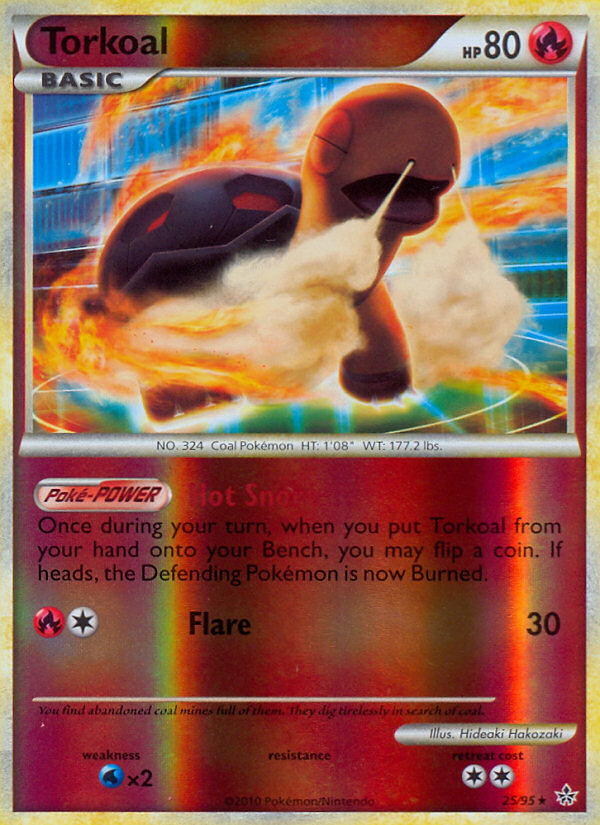 Torkoal
HP 80
BASIC
NO. 324 Coal Pokémon HT: 1'08" WT: 177.2 lbs.
Poké-POWER Hot
Once during your turn, when you put Torkoal from
your hand onto your Bench, you may flip a coin. If
heads, the Defending Pokémon is now Burned.
Flare 30
You find abandoned coal mines full of them. They dig tirelessly in search of coal.
Illus. Hideaki Hakozaki
weakness resistance retreat cost
×2
©2010 Pokémon/Nintendo 25/95 ★